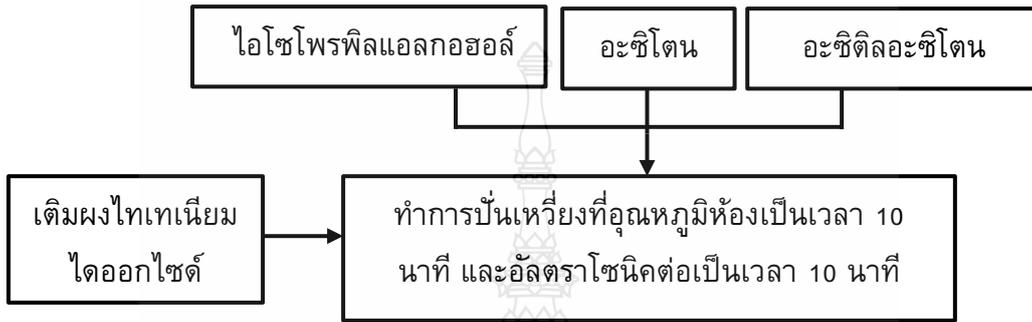 ไอโซโพรพิลแอลกอฮอล์
อะซิโตน
อะซิติลอะซิโตน
เติมผงไทเทเนียม
ไดออกไซด์
ทำการปั่นเหวี่ยงที่อุณหภูมิห้องเป็นเวลา 10
นาที และอัลตราโซนิคต่อเป็นเวลา 10 นาที